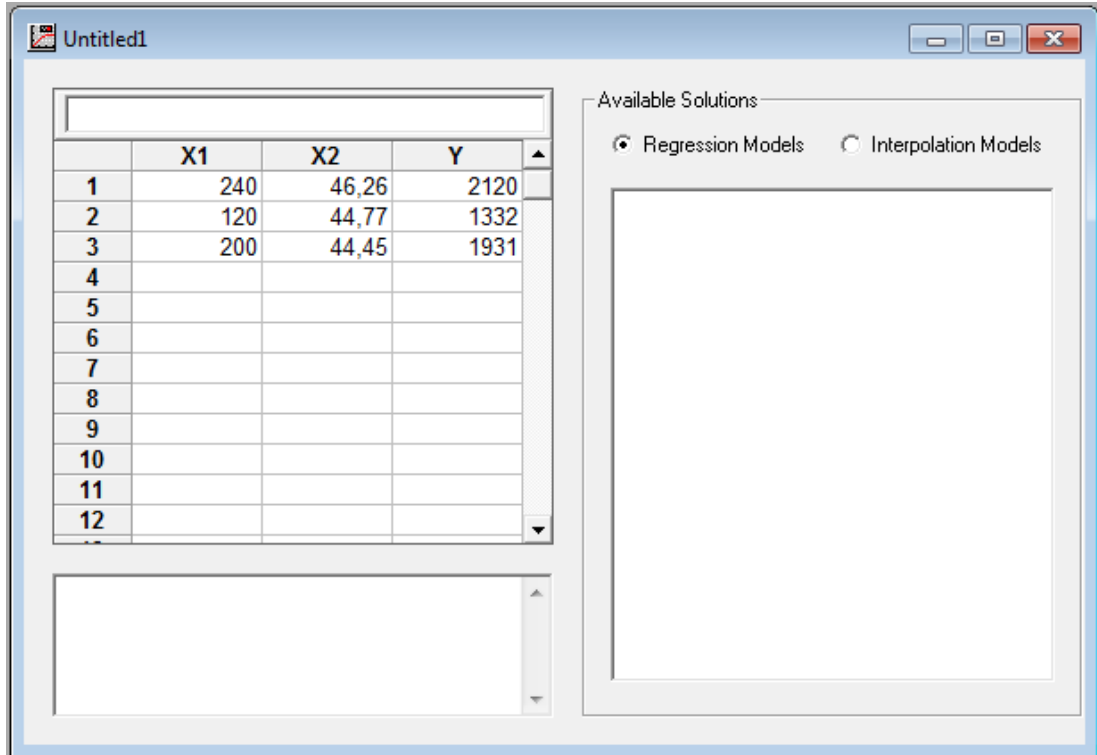 Untitled1
X1 X2 Y
1 240 46,26 2120
2 120 44,77 1332
3 200 44,45 1931
4
5
6
7
8
9
10
11
12
Available Solutions
Regression Models Interpolation Models